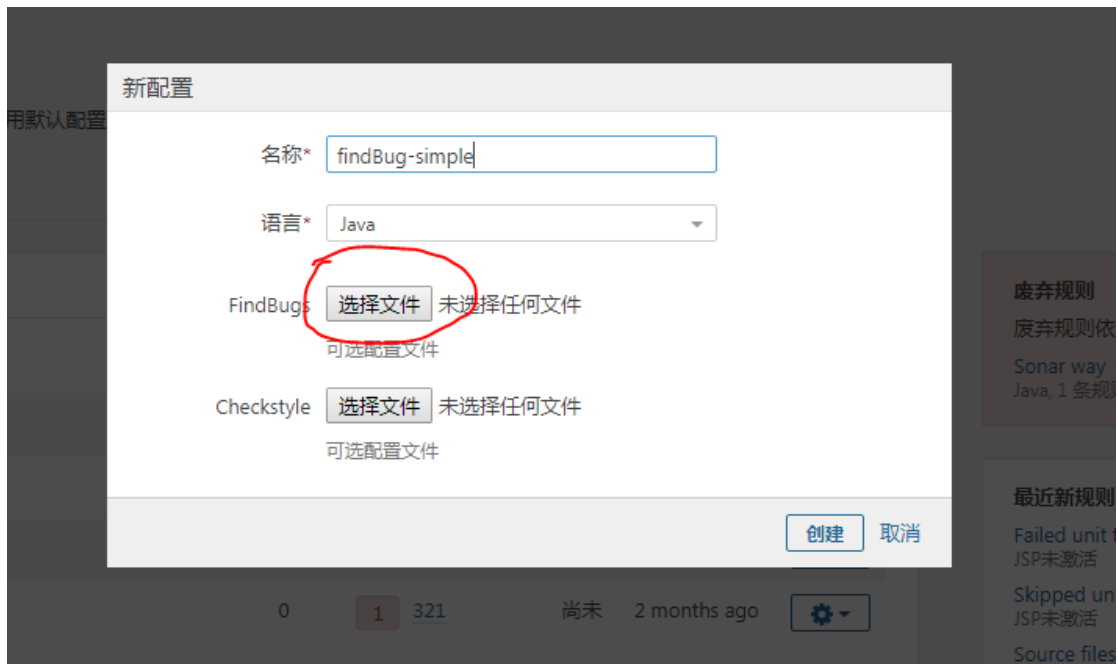 新配置
用默认配置
名称* findBug-simple
语言* Java
FindBugs 选择文件 未选择任何文件
可选配置文件
Checkstyle 选择文件 未选择任何文件
可选配置文件
创建 取消
废弃规则
废弃规则依
Sonar way
Java, 1 条规
最近新规则
Failed unit
JSP未激活
Skipped un
JSP未激活
Source files
0 1 321 尚未 2 months ago